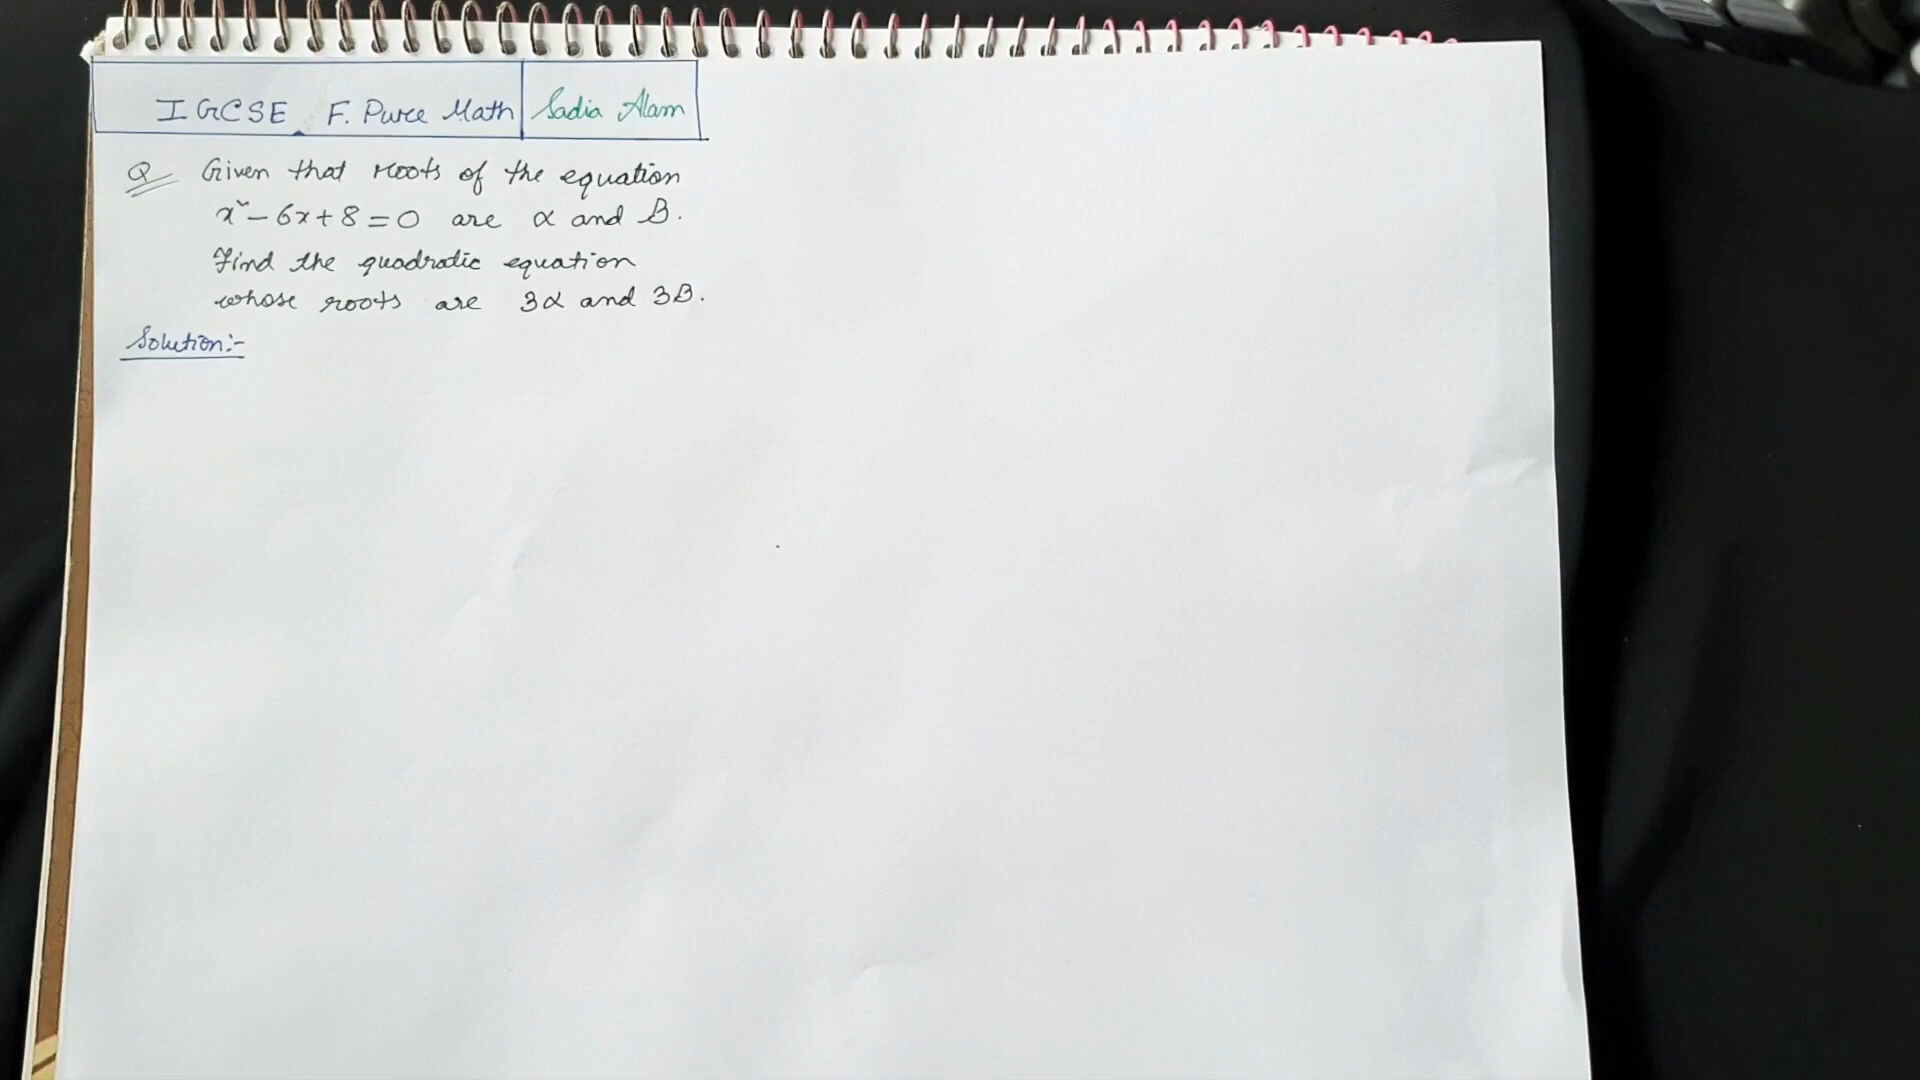 IGCSE F. Pure Math
Sadia Alam
Q Given that roots of the equation
x² - 6x + 8 = 0 are α and β.
Find the quadratic equation
whose roots are 3α and 3β.
Solution:-